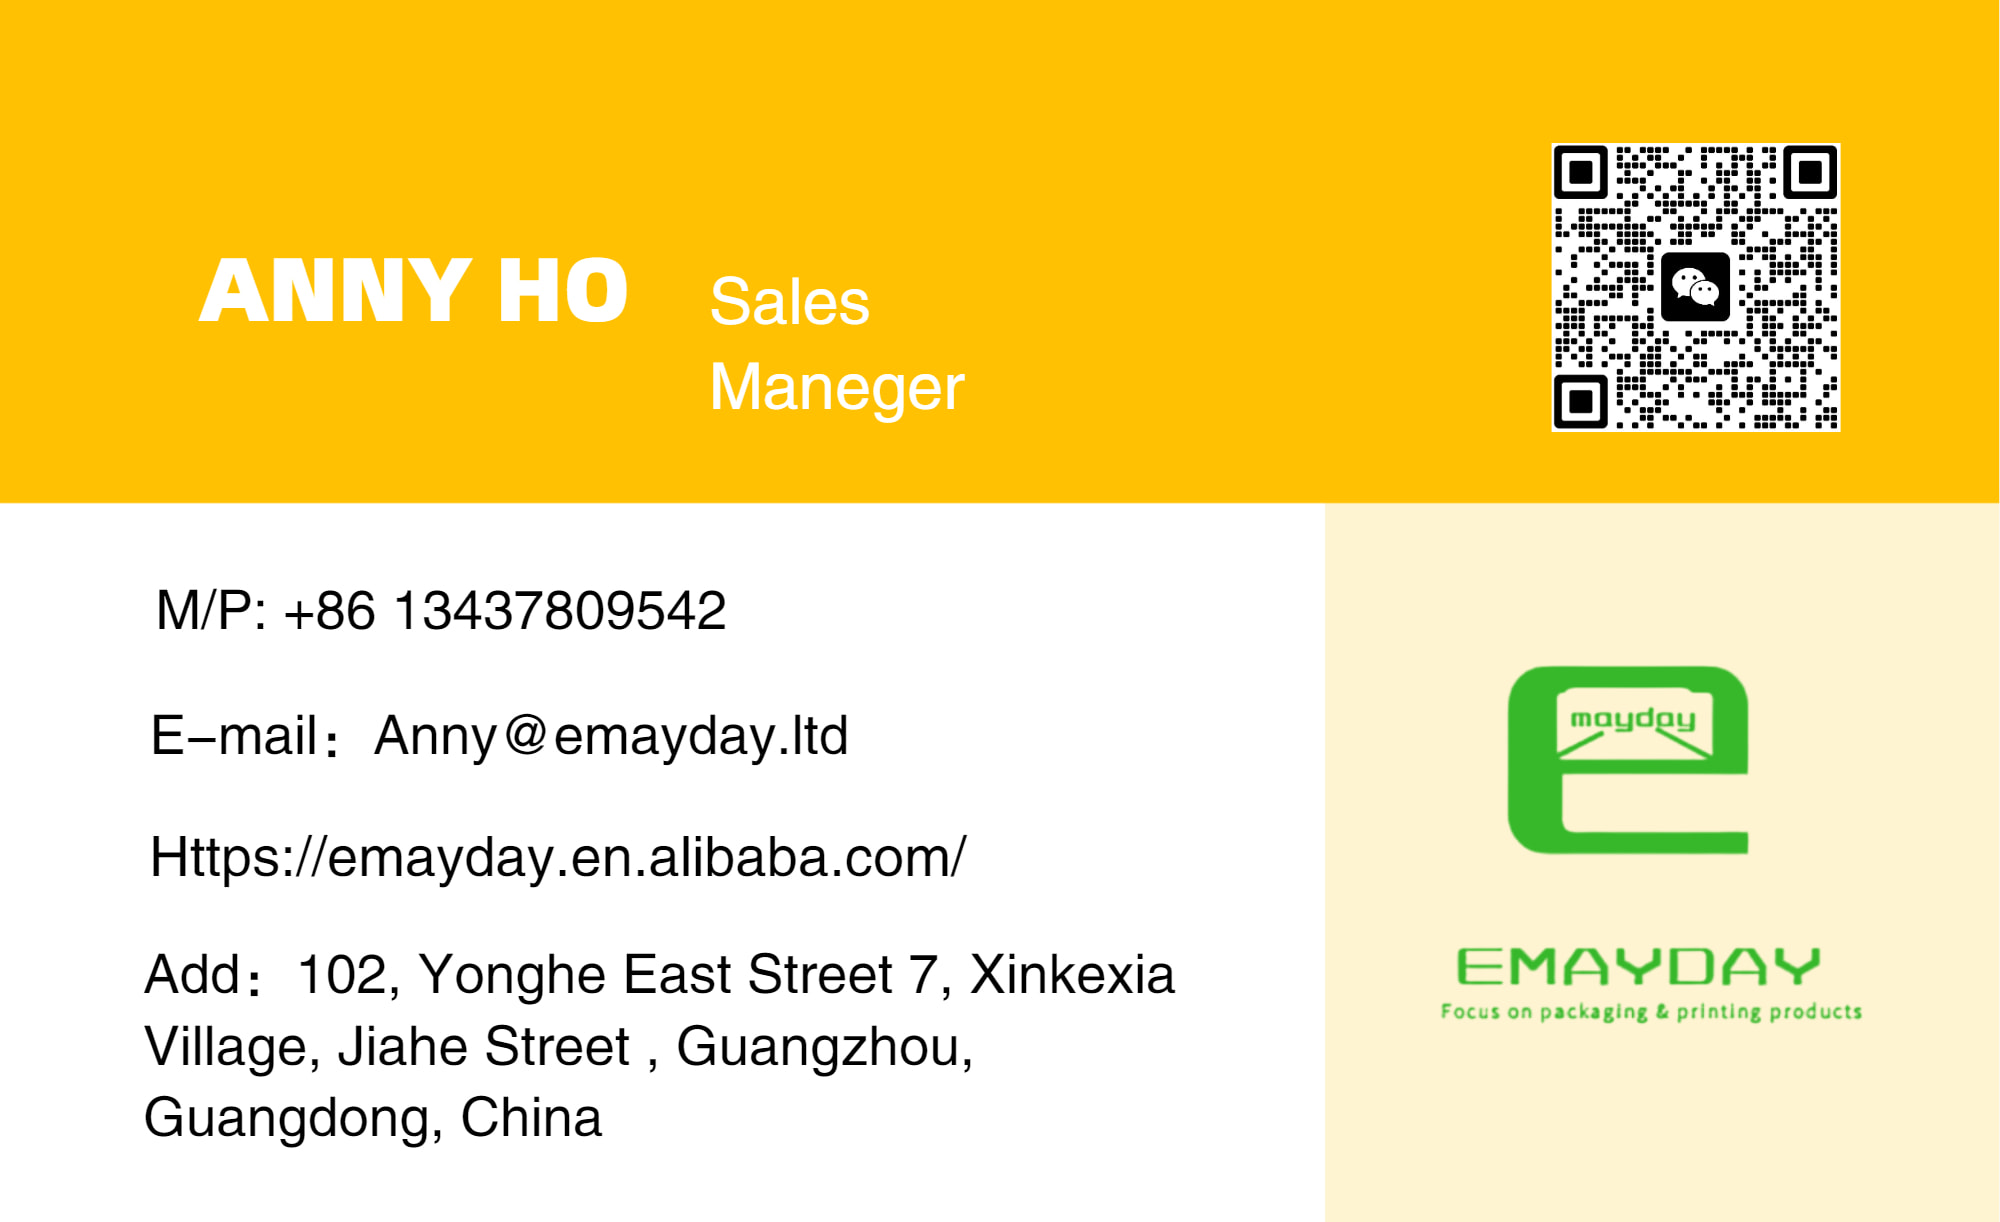 ANNY HO
Sales
Maneger
M/P: +86 13437809542
E-mail：Anny@emayday.ltd
Https://emayday.en.alibaba.com/
Add：102, Yonghe East Street 7, Xinkexia
Village, Jiahe Street , Guangzhou,
Guangdong, China
mayday
EMAYDAY
Focus on packaging & printing products